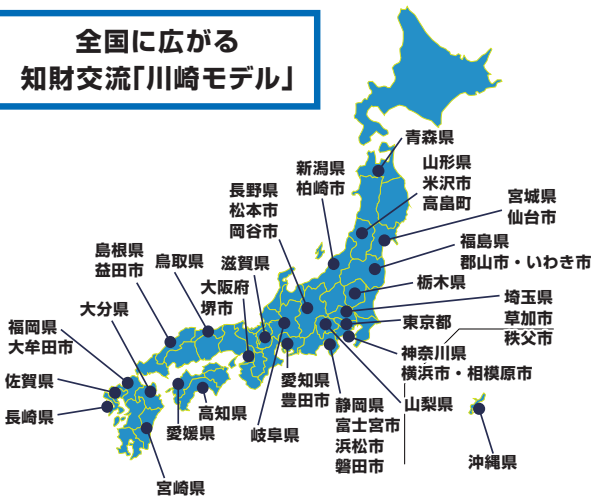 全国に広がる
知財交流「川崎モデル」
青森県
山形県
米沢市
高畠町
新潟県
柏崎市
長野県
松本市
岡谷市
宮城県
仙台市
福島県
郡山市・いわき市
島根県
益田市
鳥取県
滋賀県
大阪府
堺市
栃木県
埼玉県
草加市
秩父市
大分県
東京都
福岡県
大牟田市
神奈川県
横浜市・相模原市
佐賀県
愛知県
豊田市
山梨県
静岡県
富士宮市
浜松市
磐田市
長崎県
高知県
愛媛県
岐阜県
沖縄県
宮崎県